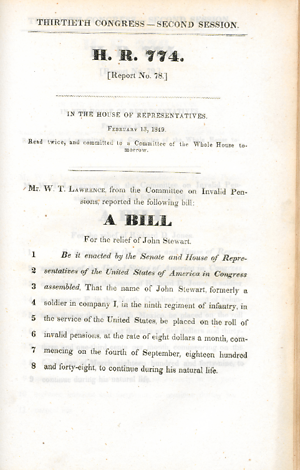 THIRTIETH CONGRESS—SECOND SESSION.
H. R. 774.
[Report No. 78.]
IN THE HOUSE OF REPRESENTATIVES.
FEBRUARY 13, 1849.
Read twice, and committed to a Committee of the Whole House to-
morrow.
Mr. W. T. LAWRENCE, from the Committee on Invalid Pen-
sions, reported the following bill:
A BILL
For the relief of John Stewart.
1 Be it enacted by the Senate and House of Repre-
2 sentatives of the United States of America in Congress
3 assembled, That the name of John Stewart, formerly a
4 soldier in company I, in the ninth regiment of infantry, in
5 the service of the United States, be placed on the roll of
6 invalid pensions, at the rate of eight dollars a month, com-
7 mencing on the fourth of September, eighteen hundred
8 and forty-eight, to continue during his natural life.